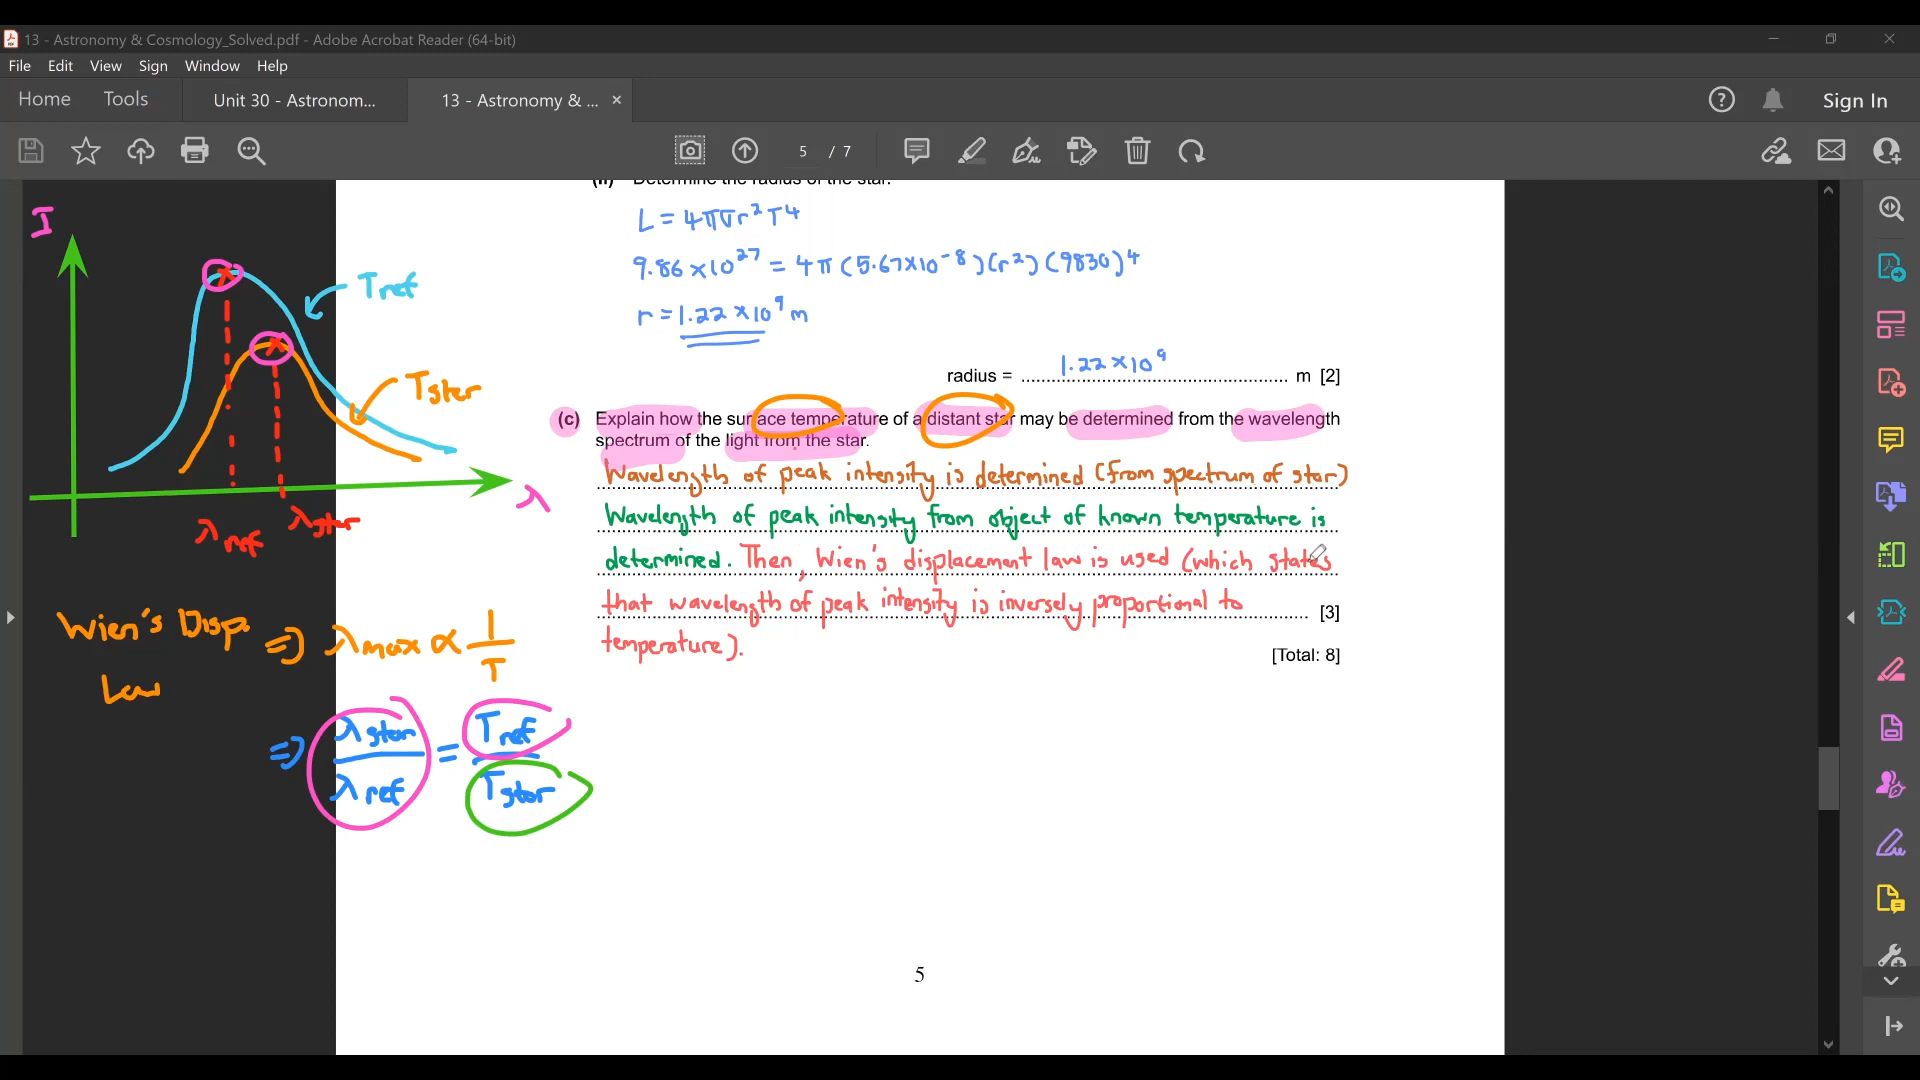 13 - Astronomy & Cosmology_Solved.pdf - Adobe Acrobat Reader (64-bit)
File Edit View Sign Window Help
Home Tools Unit 30 - Astronom... 13 - Astronomy & ... × Sign In
5 / 7
(ii) Determine the radius of the star.
L = 4πσr²T⁴
9.86 × 10²⁷ = 4π (5.67×10⁻⁸)(r²)(9830)⁴
r = 1.22 × 10⁹ m
1.22 × 10⁹
radius = ............................................. m [2]
(c) Explain how the surface temperature of a distant star may be determined from the wavelength
spectrum of the light from the star.
Wavelength of peak intensity is determined (from spectrum of star)
Wavelength of peak intensity from object of known temperature is
determined. Then, Wien's displacement law is used (which states
that wavelength of peak intensity is inversely proportional to [3]
temperature).
[Total: 8]
5
I
Tref
Tster
λ
λref λster
Wien's Disp. ⇒ λmax ∝ 1/T
Law
⇒ λster/λref = Tref/Tstar